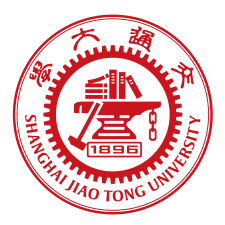 交通大學
1896
SHANGHAI JIAO TONG UNIVERSITY